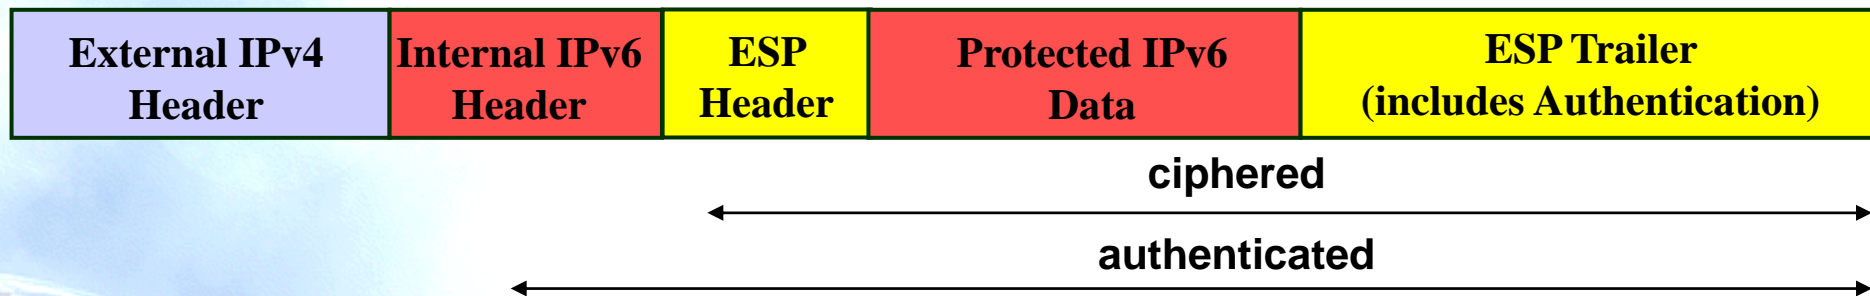 External IPv4
Header
Internal IPv6
Header
ESP
Header
Protected IPv6
Data
ESP Trailer
(includes Authentication)
ciphered
authenticated